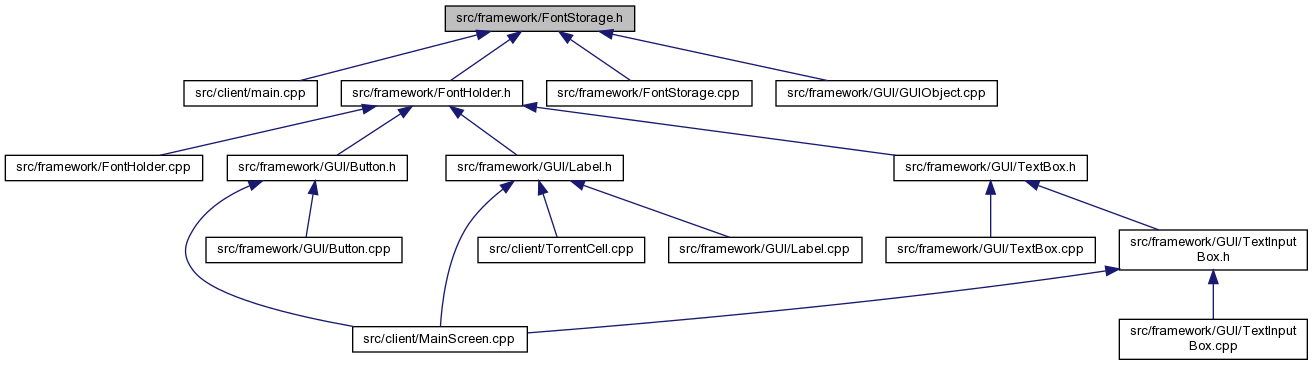 src/framework/FontStorage.h
src/client/main.cpp
src/framework/FontHolder.h
src/framework/FontStorage.cpp
src/framework/GUI/GUIObject.cpp
src/framework/FontHolder.cpp
src/framework/GUI/Button.h
src/framework/GUI/Label.h
src/framework/GUI/TextBox.h
src/framework/GUI/Button.cpp
src/client/TorrentCell.cpp
src/framework/GUI/Label.cpp
src/framework/GUI/TextBox.cpp
src/framework/GUI/TextInput
Box.h
src/client/MainScreen.cpp
src/framework/GUI/TextInput
Box.cpp